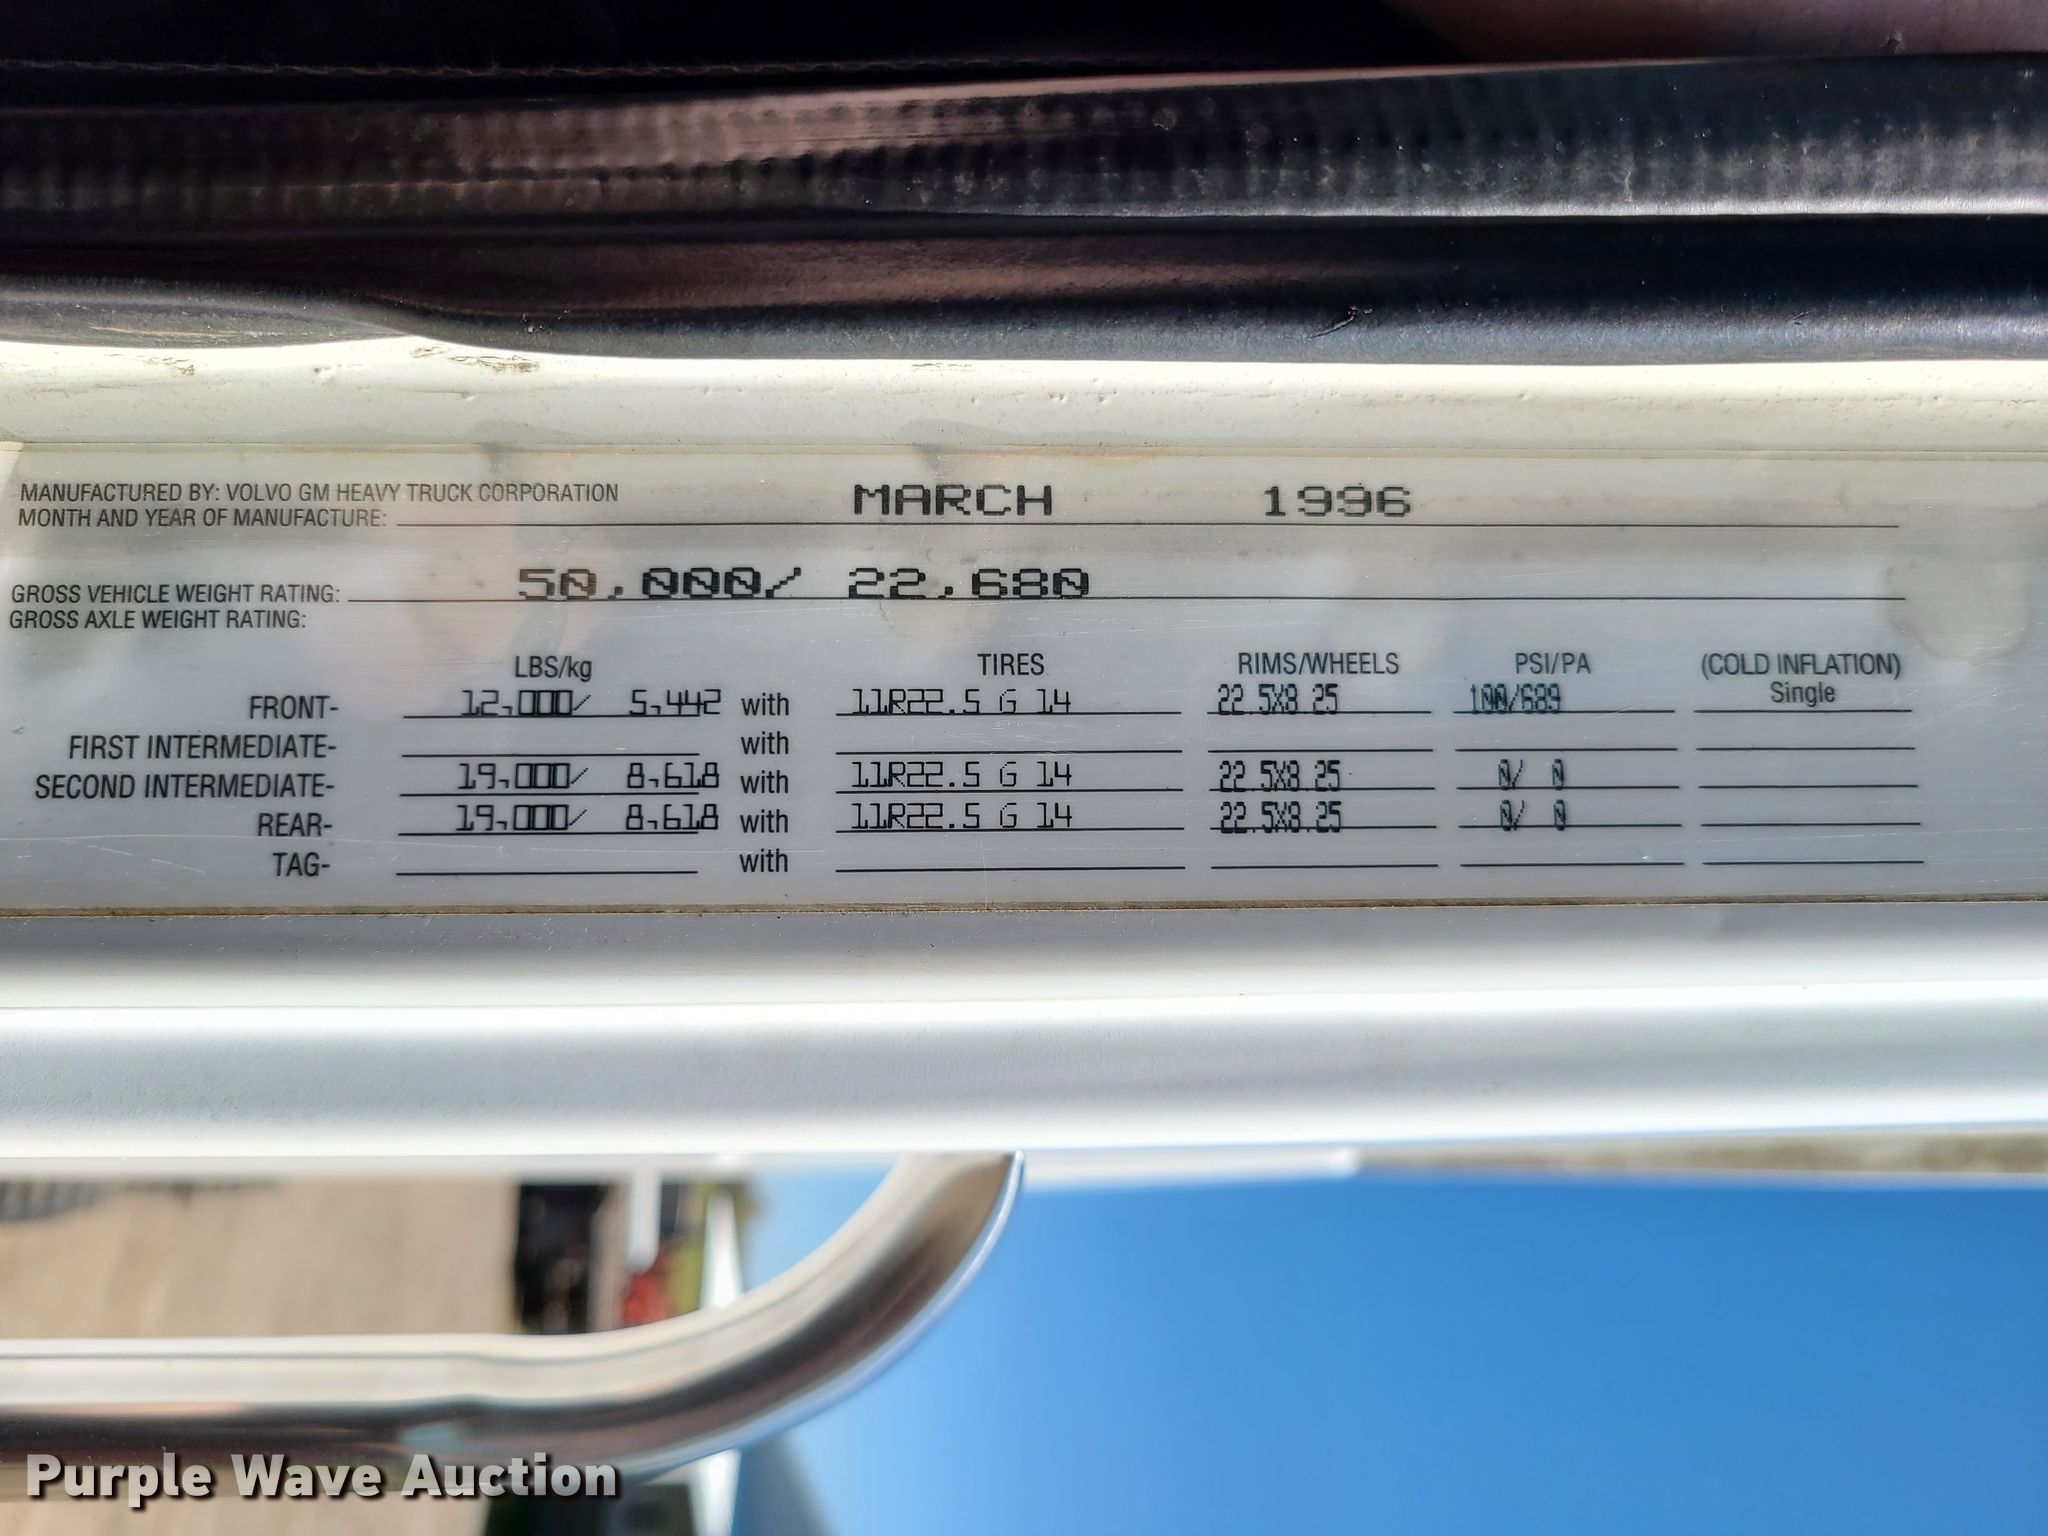 MANUFACTURED BY: VOLVO GM HEAVY TRUCK CORPORATION
MONTH AND YEAR OF MANUFACTURE: MARCH 1996
GROSS VEHICLE WEIGHT RATING: 50,000/ 22,680
GROSS AXLE WEIGHT RATING:
LBS/kg TIRES RIMS/WHEELS PSI/PA (COLD INFLATION)
FRONT- 12,000/ 5,442 with 11R22.5 G 14 22.5X8.25 100/689 Single
FIRST INTERMEDIATE- with
SECOND INTERMEDIATE- 19,000/ 8,618 with 11R22.5 G 14 22.5X8.25 0/ 0
REAR- 19,000/ 8,618 with 11R22.5 G 14 22.5X8.25 0/ 0
TAG- with
Purple Wave Auction